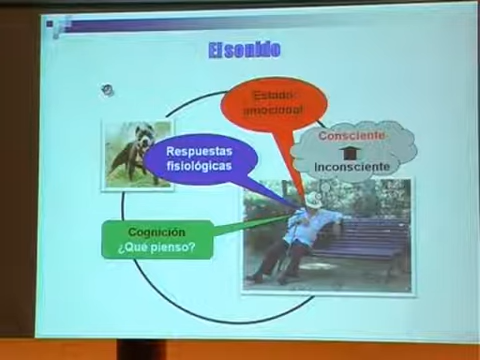 El sonido
Estado
emocional
Consciente
Inconsciente
Respuestas
fisiológicas
Cognición
¿Qué pienso?